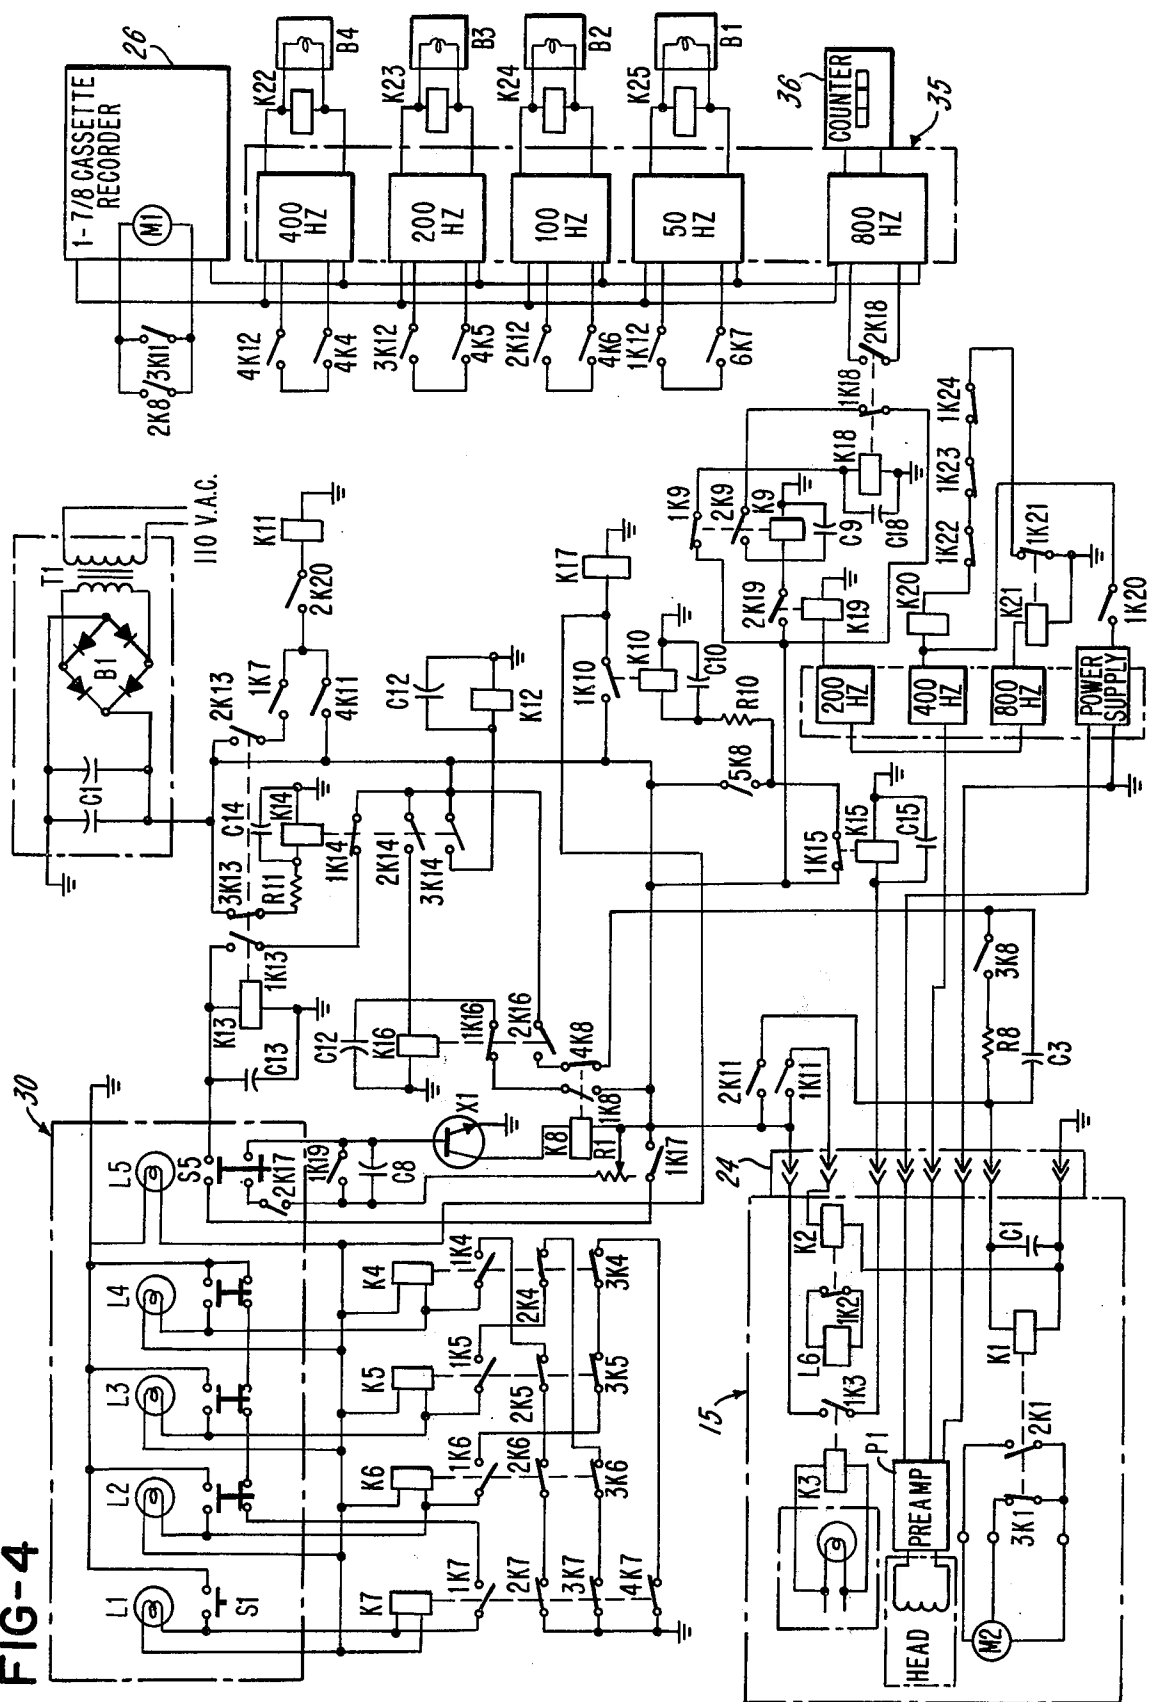 FIG-4
30
L1
L2
L3
L4
L5
S1
S5
2K17
1K19
C8
X1
K7
K6
K5
K4
1K7
2K7
3K7
4K7
1K6
2K6
3K6
1K5
2K5
3K5
1K4
2K4
3K4
C13
K13
1K13
3K13
2K13
R11
C14
K14
1K14
2K14
3K14
C1
B1
T1
110 V.A.C.
1K7
4K11
2K20
K11
C12
K12
C12
K16
1K16
2K16
4K8
1K8
K8
R1
1K17
K17
1K10
K10
C10
R10
5K8
1K15
K15
C15
1-7/8 CASSETTE
RECORDER
26
M1
2K8
3K11
4K12
4K4
3K12
4K5
2K12
4K6
1K12
6K7
400
HZ
200
HZ
100
HZ
50
HZ
800
HZ
K22
K23
K24
K25
B4
B3
B2
B1
COUNTER
36
35
2K18
1K18
K18
C18
1K9
2K9
K9
C9
2K19
K19
K20
K21
1K21
1K22
1K23
1K24
1K20
200
HZ
400
HZ
800
HZ
POWER
SUPPLY
2K11
1K11
3K8
R8
C3
24
15
K2
1K2
L6
1K3
K3
C1
K1
2K1
3K1
P1
PREAMP
HEAD
M2